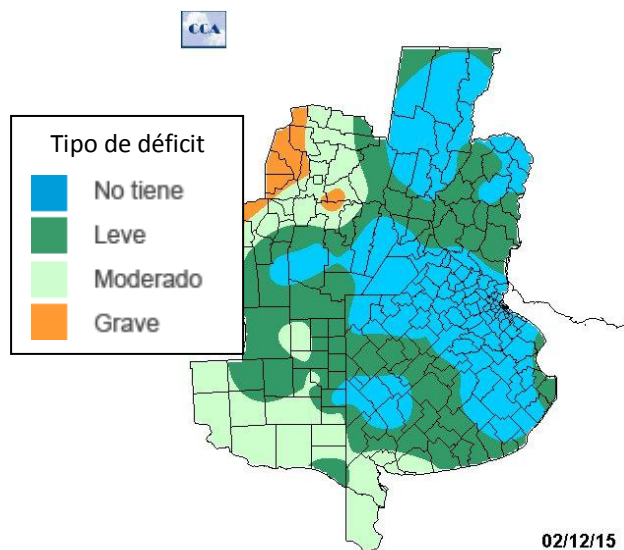 CCA
Tipo de déficit
No tiene
Leve
Moderado
Grave
02/12/15